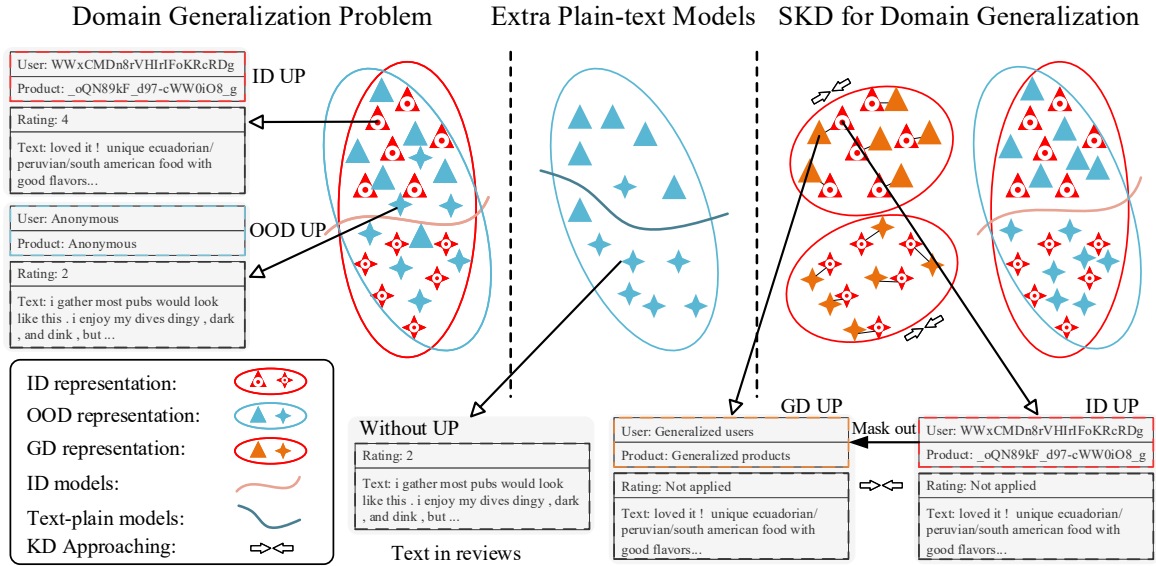 Domain Generalization Problem
Extra Plain-text Models
SKD for Domain Generalization
User: WWxCMDn8rVHIrIFoKRcRDg
Product: _oQN89kF_d97-cWW0iO8_g
ID UP
Rating: 4
Text: loved it ! unique ecuadorian/
peruvian/south american food with
good flavors...
User: Anonymous
Product: Anonymous
OOD UP
Rating: 2
Text: i gather most pubs would look
like this . i enjoy my dives dingy , dark
, and dink , but ...
ID representation:
OOD representation:
GD representation:
ID models:
Text-plain models:
KD Approaching:
Without UP
Rating: 2
Text: i gather most pubs would look
like this . i enjoy my dives dingy , dark
, and dink , but ...
Text in reviews
GD UP
User: Generalized users
Product: Generalized products
Rating: Not applied
Text: loved it ! unique ecuadorian/
peruvian/south american food with
good flavors...
Mask out
ID UP
User: WWxCMDn8rVHIrIFoKRcRDg
Product: _oQN89kF_d97-cWW0iO8_g
Rating: Not applied
Text: loved it ! unique ecuadorian/
peruvian/south american food with
good flavors...